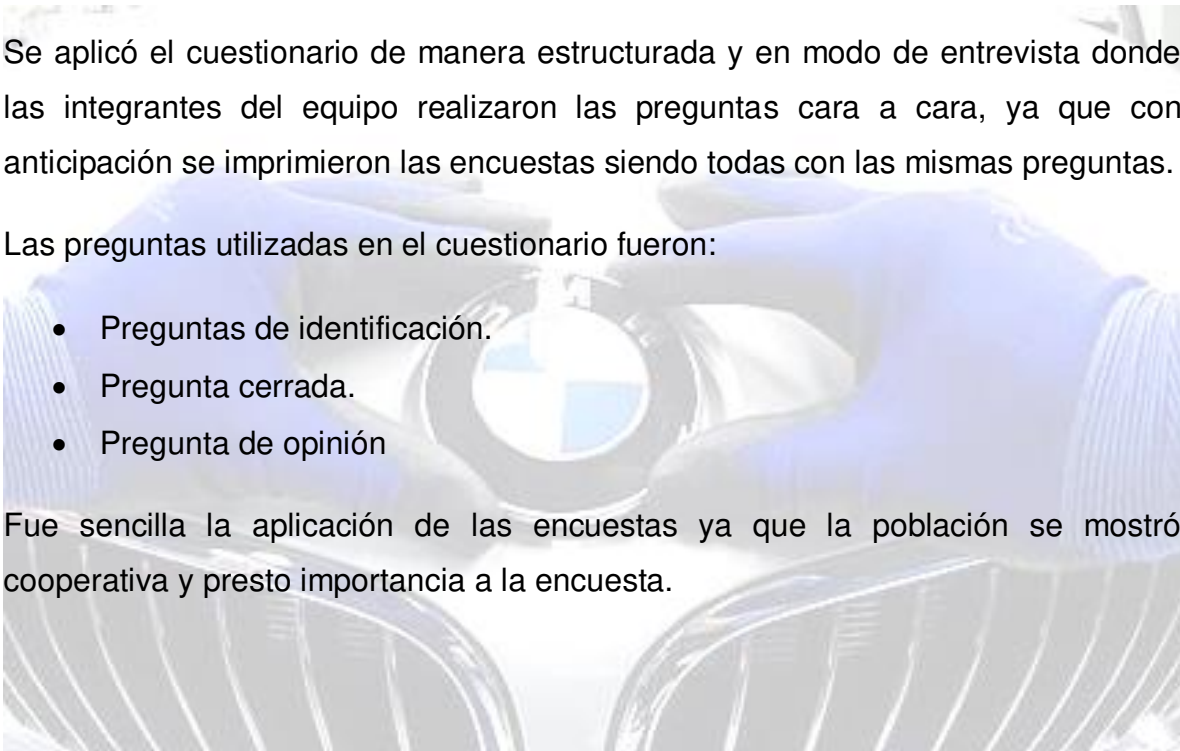 Se aplicó el cuestionario de manera estructurada y en modo de entrevista donde
las integrantes del equipo realizaron las preguntas cara a cara, ya que con
anticipación se imprimieron las encuestas siendo todas con las mismas preguntas.
Las preguntas utilizadas en el cuestionario fueron:
• Preguntas de identificación.
• Pregunta cerrada.
• Pregunta de opinión
Fue sencilla la aplicación de las encuestas ya que la población se mostró
cooperativa y presto importancia a la encuesta.